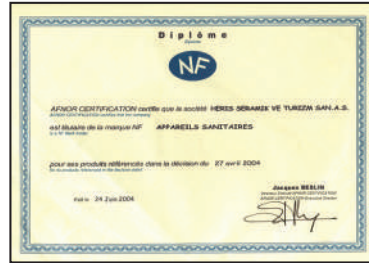 Diplôme
NF
AFNOR CERTIFICATION certifie que la société HERIS SERAMIK VE TURIZM SAN.A.S.
est titulaire de la marque NF APPAREILS SANITAIRES
pour ses produits référencés dans la décision du 27 avril 2004
Fait le 24 Juin 2004
Jacques BESLIN